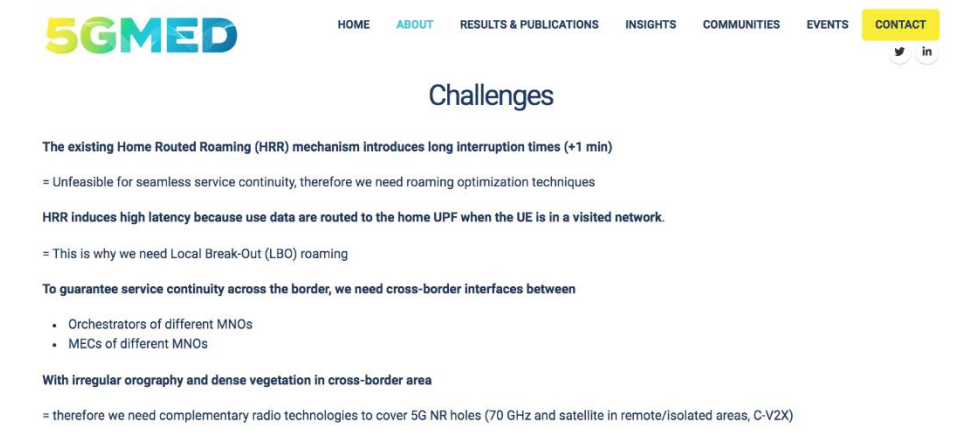 5GMED
HOME ABOUT RESULTS & PUBLICATIONS INSIGHTS COMMUNITIES EVENTS CONTACT
in
Challenges
The existing Home Routed Roaming (HRR) mechanism introduces long interruption times (+1 min)
= Unfeasible for seamless service continuity, therefore we need roaming optimization techniques
HRR induces high latency because use data are routed to the home UPF when the UE is in a visited network.
= This is why we need Local Break-Out (LBO) roaming
To guarantee service continuity across the border, we need cross-border interfaces between
• Orchestrators of different MNOs
• MECs of different MNOs
With irregular orography and dense vegetation in cross-border area
= therefore we need complementary radio technologies to cover 5G NR holes (70 GHz and satellite in remote/isolated areas, C-V2X)